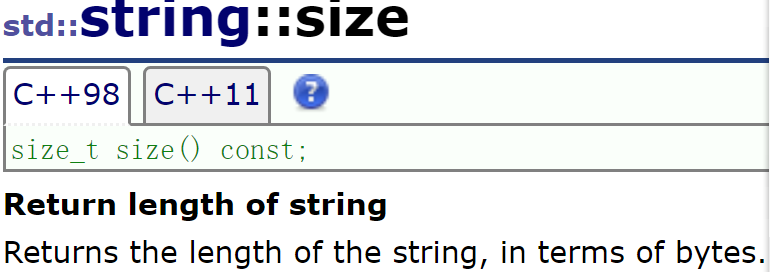 std::string::size
C++98 C++11 ?
size_t size() const;
Return length of string
Returns the length of the string, in terms of bytes.